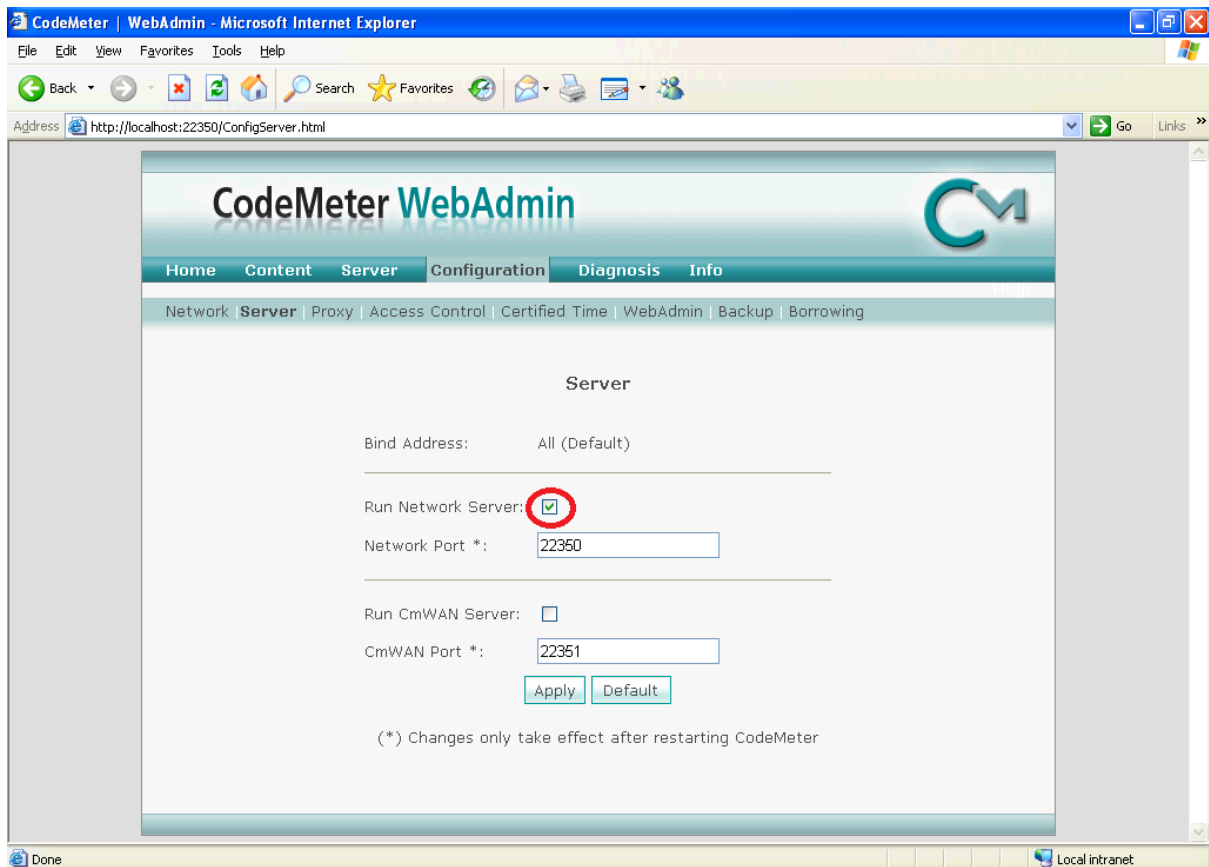 CodeMeter | WebAdmin - Microsoft Internet Explorer
File Edit View Favorites Tools Help
Back Search Favorites
Address http://localhost:22350/ConfigServer.html Go Links »
CodeMeter WebAdmin
CM
Home Content Server Configuration Diagnosis Info
Help
Network | Server | Proxy | Access Control | Certified Time | WebAdmin | Backup | Borrowing
Server
Bind Address: All (Default)
Run Network Server:
Network Port *: 22350
Run CmWAN Server:
CmWAN Port *: 22351
Apply Default
(*) Changes only take effect after restarting CodeMeter
Done Local intranet